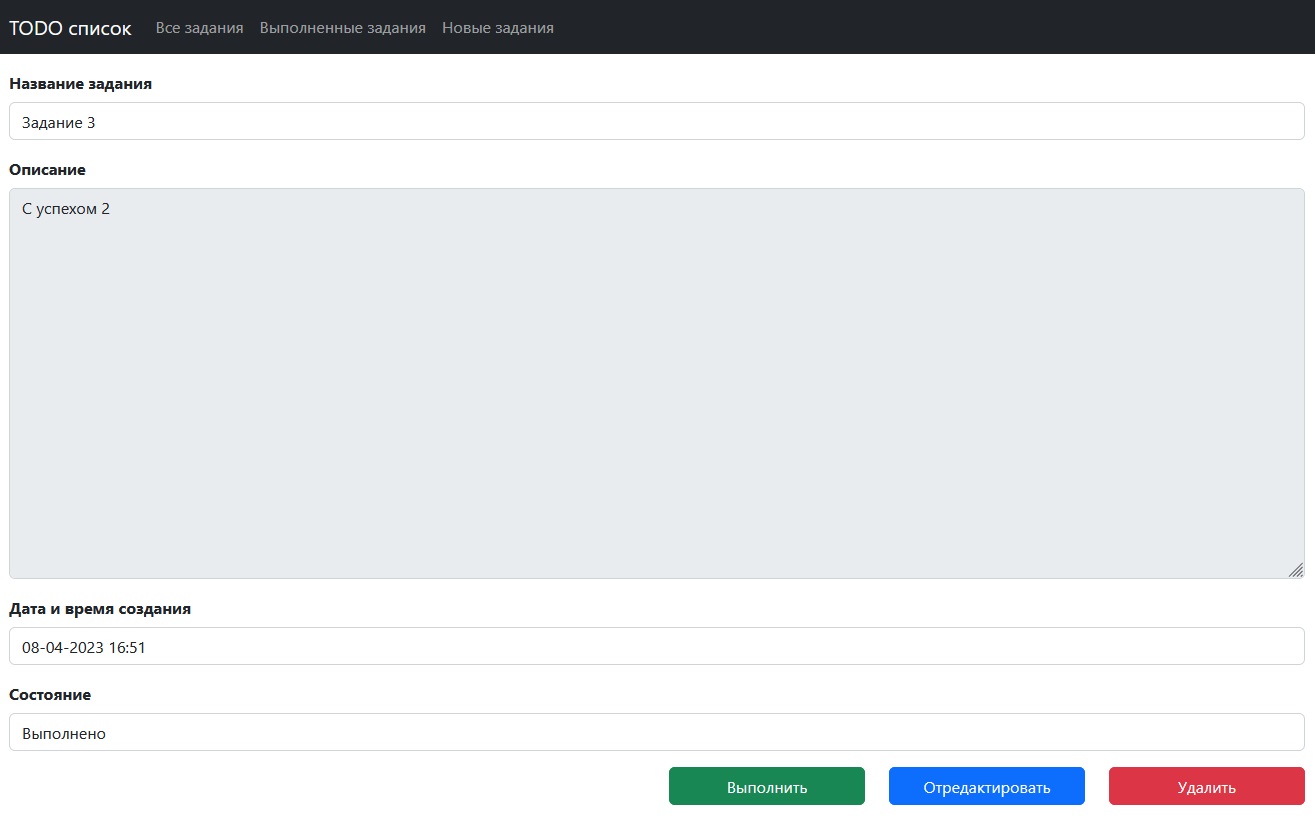 TODO список Все задания Выполненные задания Новые задания
Название задания
Задание 3
Описание
С успехом 2
Дата и время создания
08-04-2023 16:51
Состояние
Выполнено
Выполнить Отредактировать Удалить